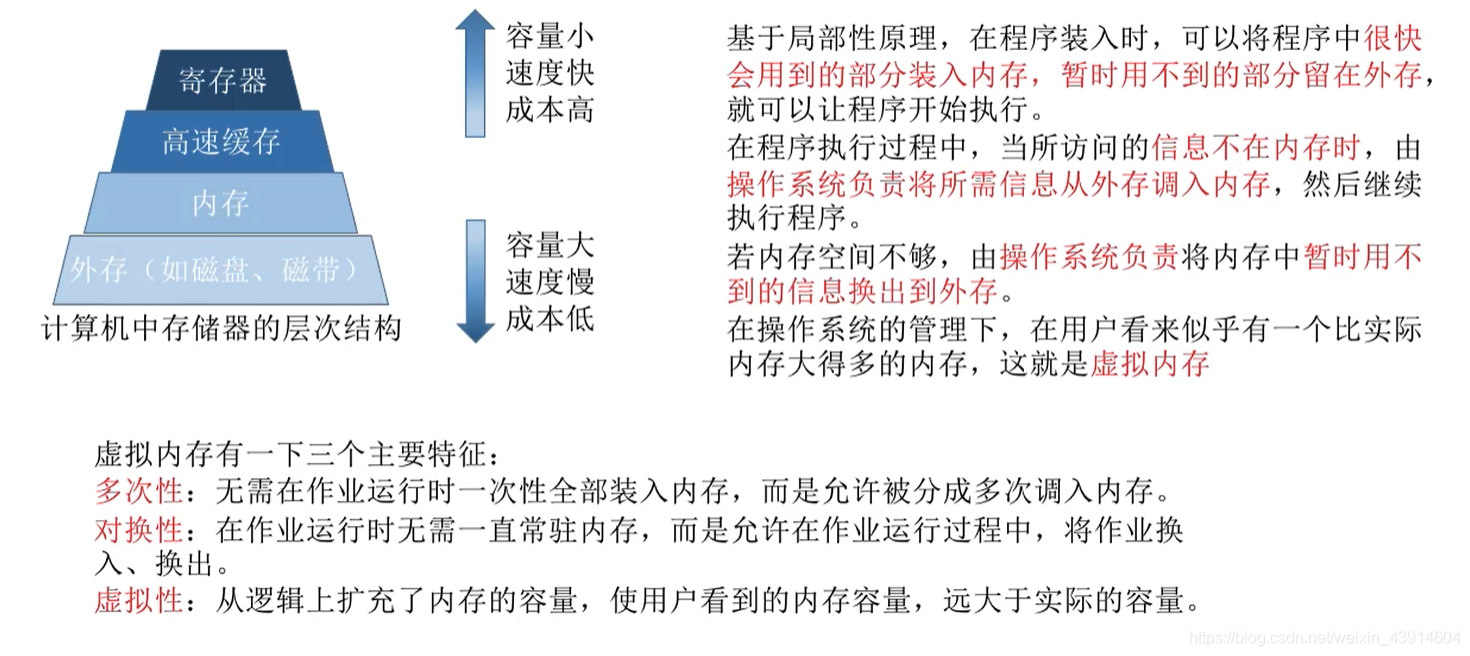 寄存器
高速缓存
内存
外存（如磁盘、磁带）
计算机中存储器的层次结构
容量小
速度快
成本高
容量大
速度慢
成本低
基于局部性原理，在程序装入时，可以将程序中很快
会用到的部分装入内存，暂时用不到的部分留在外存，
就可以让程序开始执行。
在程序执行过程中，当所访问的信息不在内存时，由
操作系统负责将所需信息从外存调入内存，然后继续
执行程序。
若内存空间不够，由操作系统负责将内存中暂时用不
到的信息换出到外存。
在操作系统的管理下，在用户看来似乎有一个比实际
内存大得多的内存，这就是虚拟内存
虚拟内存有一下三个主要特征：
多次性：无需在作业运行时一次性全部装入内存，而是允许被分成多次调入内存。
对换性：在作业运行时无需一直常驻内存，而是允许在作业运行过程中，将作业换
入、换出。
虚拟性：从逻辑上扩充了内存的容量，使用户看到的内存容量，远大于实际的容量。
https://blog.csdn.net/weixin_43914604